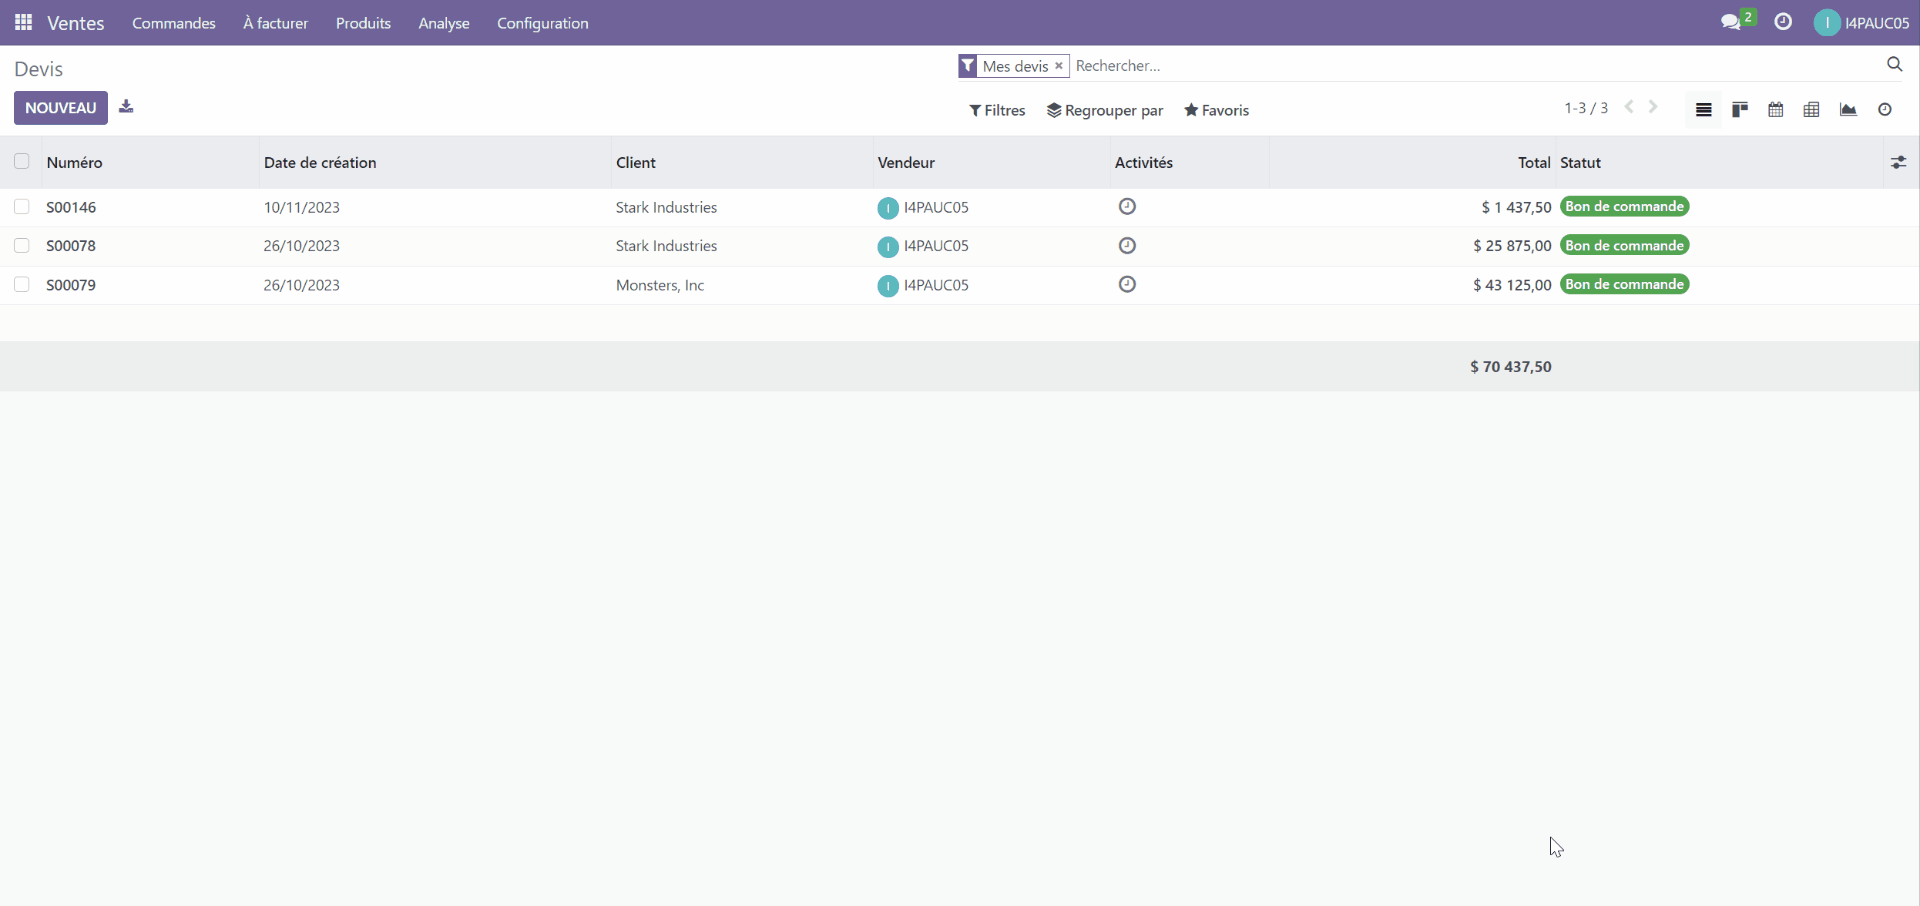 Ventes Commandes À facturer Produits Analyse Configuration 2 I I4PAUC05
Devis Mes devis × Rechercher...
NOUVEAU Filtres Regrouper par Favoris 1-3 / 3
Numéro Date de création Client Vendeur Activités Total Statut
S00146 10/11/2023 Stark Industries I I4PAUC05 $ 1 437,50 Bon de commande
S00078 26/10/2023 Stark Industries I I4PAUC05 $ 25 875,00 Bon de commande
S00079 26/10/2023 Monsters, Inc I I4PAUC05 $ 43 125,00 Bon de commande
$ 70 437,50